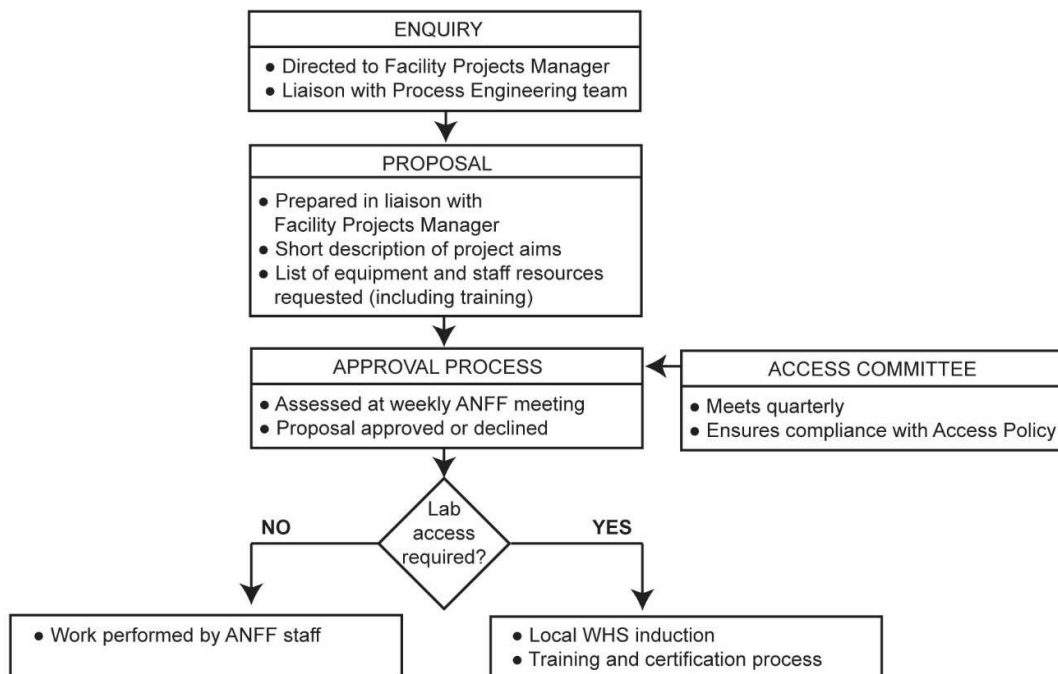 ENQUIRY
● Directed to Facility Projects Manager
● Liaison with Process Engineering team
PROPOSAL
● Prepared in liaison with
Facility Projects Manager
● Short description of project aims
● List of equipment and staff resources
requested (including training)
APPROVAL PROCESS
● Assessed at weekly ANFF meeting
● Proposal approved or declined
ACCESS COMMITTEE
● Meets quarterly
● Ensures compliance with Access Policy
Lab
access
required?
NO
YES
● Work performed by ANFF staff
● Local WHS induction
● Training and certification process